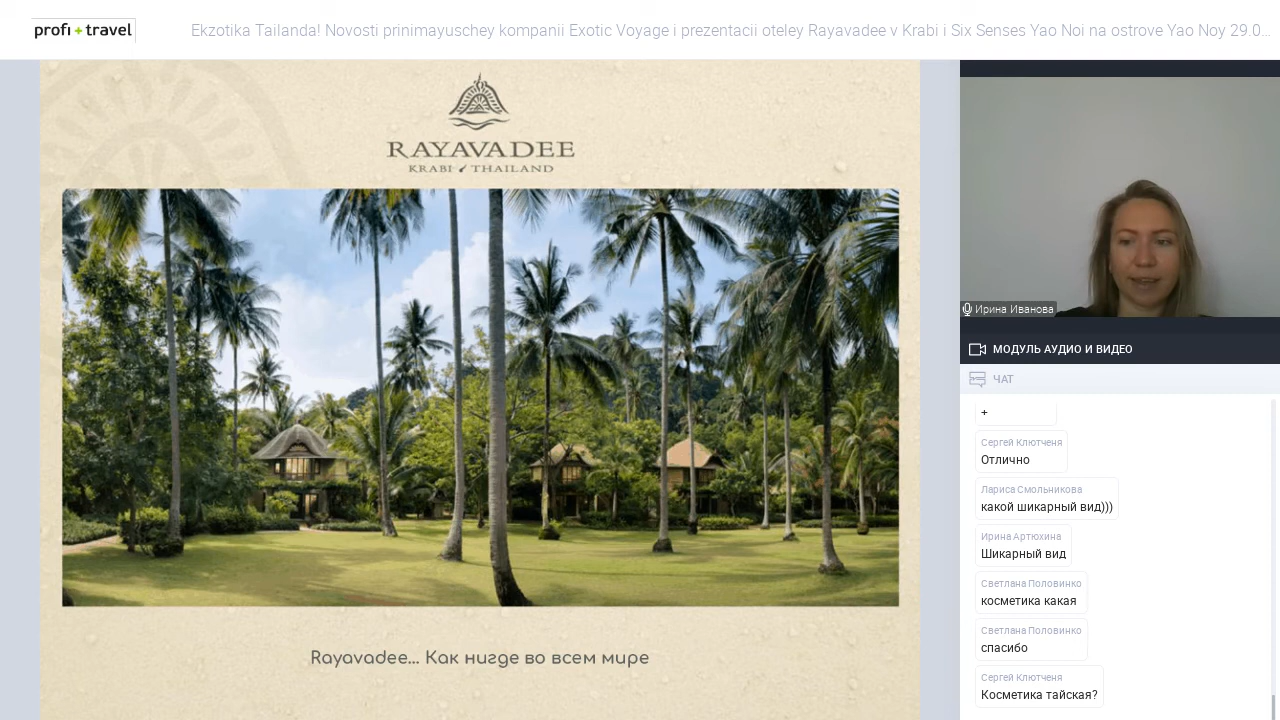 profi + travel
Ekzotika Tailanda! Novosti prinimayuschey kompanii Exotic Voyage i prezentacii oteley Rayavadee v Krabi i Six Senses Yao Noi na ostrove Yao Noy 29.0...
RAYAVADEE
KRABI THAILAND
Rayavadee... Как нигде во всем мире
Ирина Иванова
МОДУЛЬ АУДИО И ВИДЕО
ЧАТ
+
Сергей Клютченя
Отлично
Лариса Смольникова
какой шикарный вид)))
Ирина Артюхина
Шикарный вид
Светлана Половинко
косметика какая
Светлана Половинко
спасибо
Сергей Клютченя
Косметика тайская?